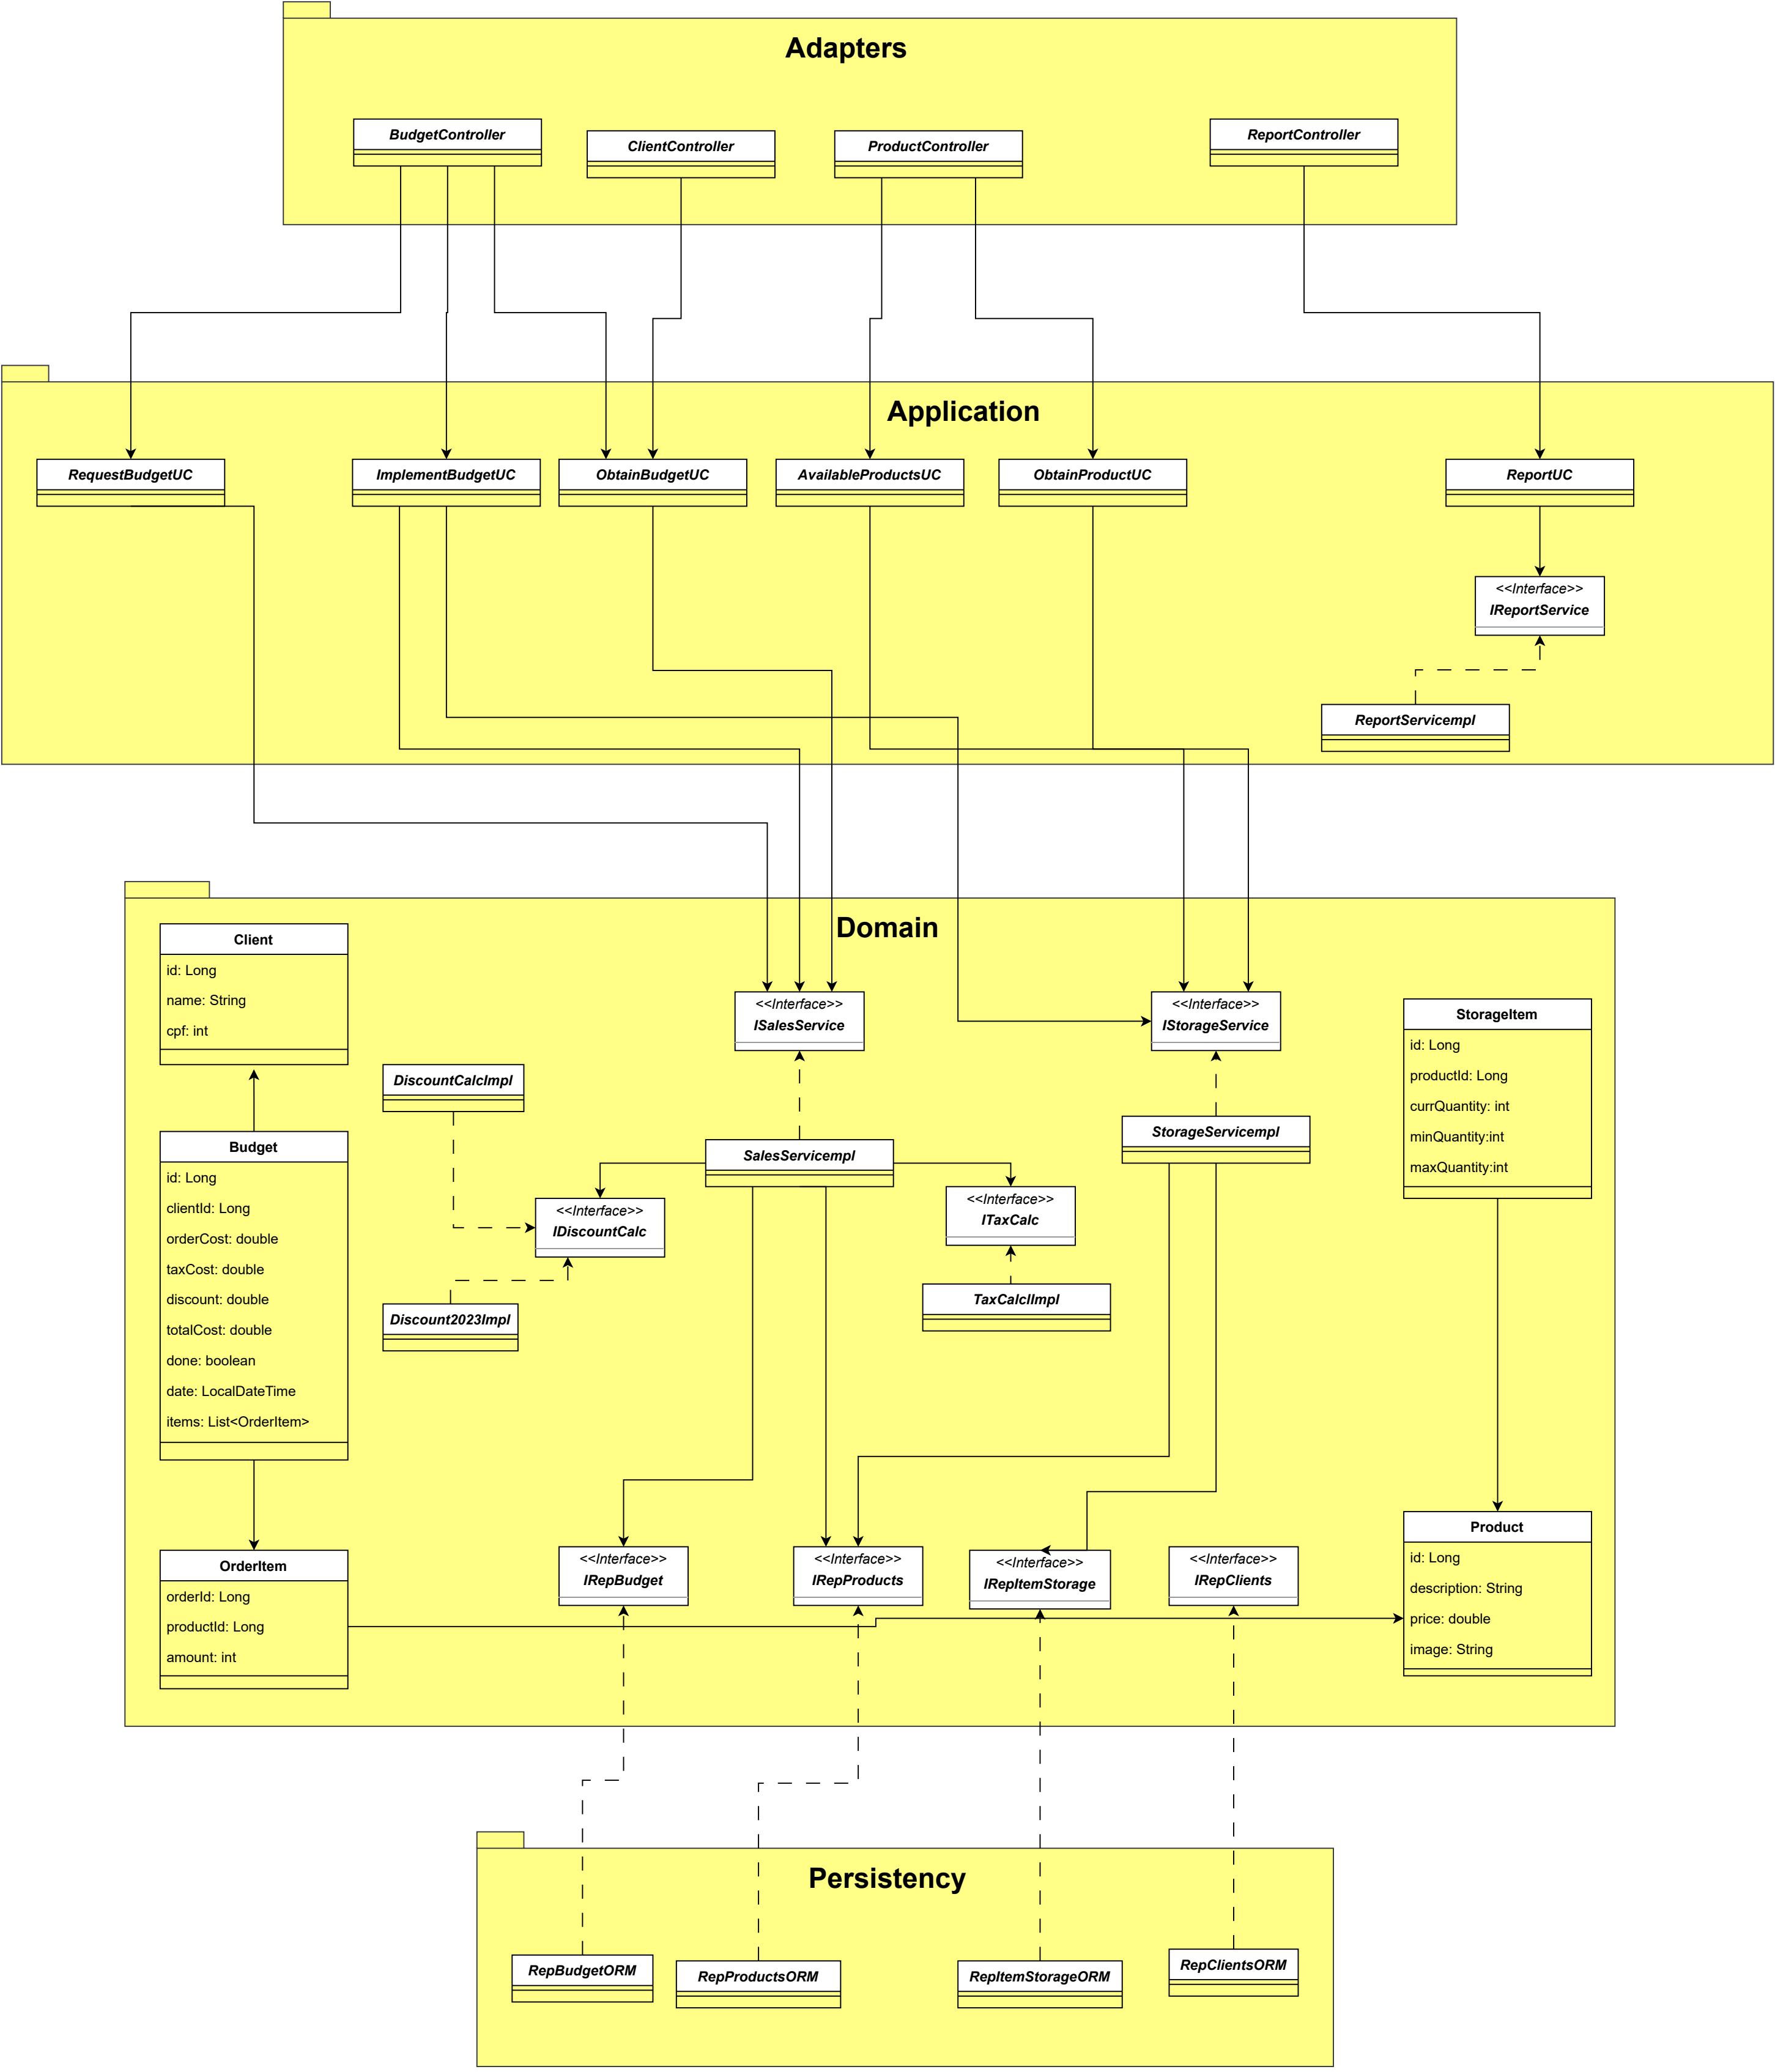 Adapters
BudgetController
ClientController
ProductController
ReportController
Application
RequestBudgetUC
ImplementBudgetUC
ObtainBudgetUC
AvailableProductsUC
ObtainProductUC
ReportUC
<<Interface>>
IReportService
ReportServicempl
Domain
Client
id: Long
name: String
cpf: int
<<Interface>>
ISalesService
<<Interface>>
IStorageService
StorageItem
id: Long
productId: Long
currQuantity: int
minQuantity:int
maxQuantity:int
DiscountCalcImpl
Budget
id: Long
clientId: Long
orderCost: double
taxCost: double
discount: double
totalCost: double
done: boolean
date: LocalDateTime
items: List<OrderItem>
SalesServicempl
StorageServicempl
<<Interface>>
IDiscountCalc
<<Interface>>
ITaxCalc
Discount2023Impl
TaxCalclImpl
OrderItem
orderId: Long
productId: Long
amount: int
<<Interface>>
IRepBudget
<<Interface>>
IRepProducts
<<Interface>>
IRepItemStorage
<<Interface>>
IRepClients
Product
id: Long
description: String
price: double
image: String
Persistency
RepBudgetORM
RepProductsORM
RepItemStorageORM
RepClientsORM